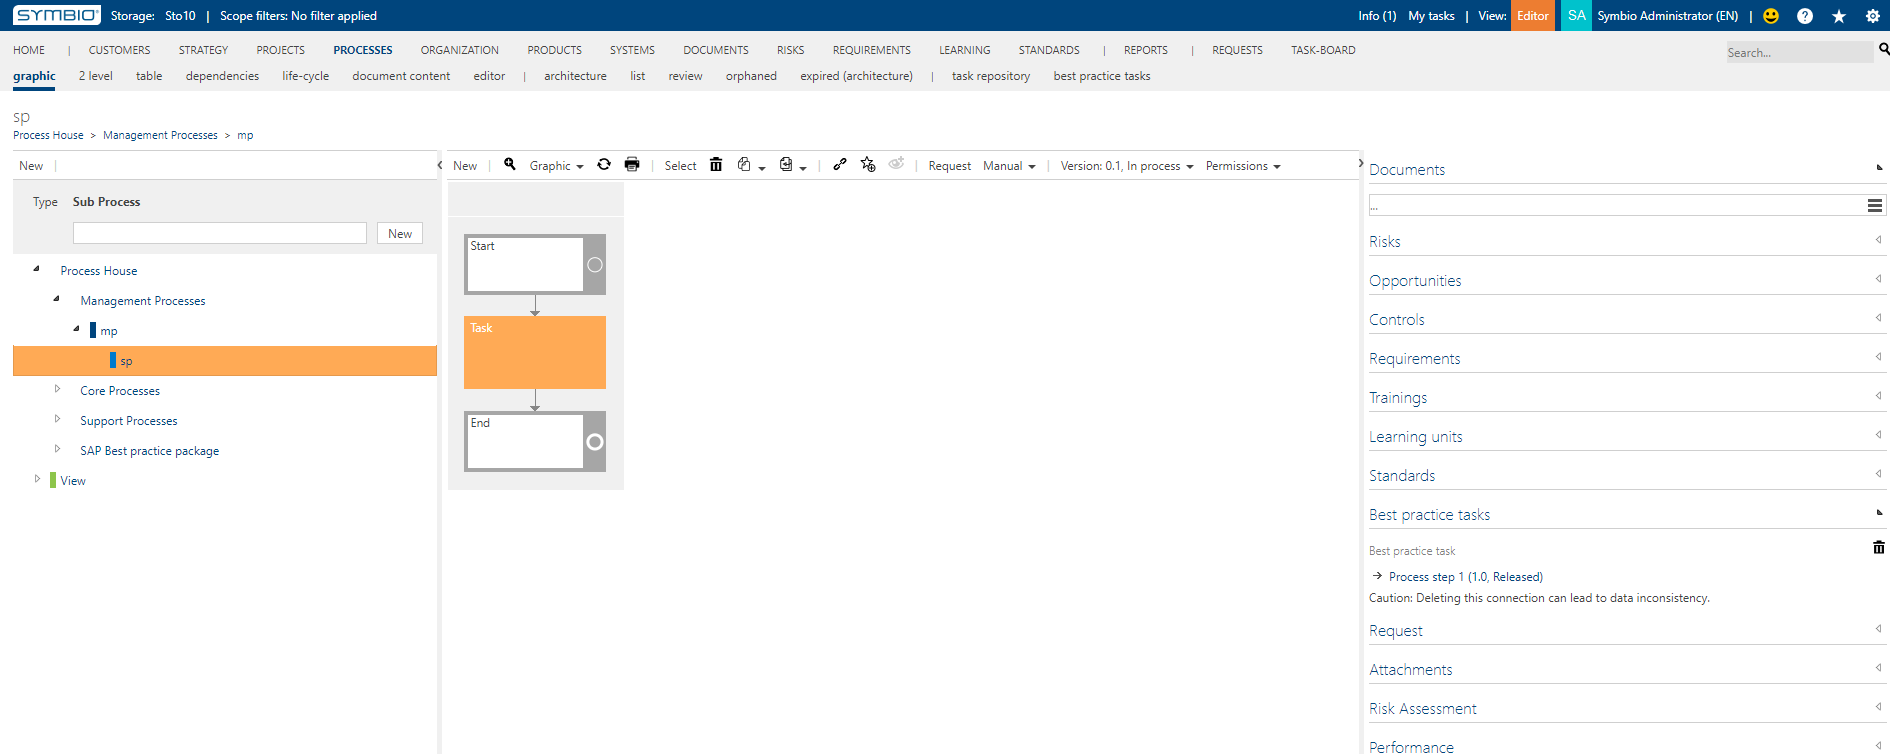 SYMBIO® Storage: Sto10 | Scope filters: No filter applied Info (1) My tasks | View: Editor SA Symbio Administrator (EN) |
HOME | CUSTOMERS STRATEGY PROJECTS PROCESSES ORGANIZATION PRODUCTS SYSTEMS DOCUMENTS RISKS REQUIREMENTS LEARNING STANDARDS | REPORTS | REQUESTS TASK-BOARD Search...
graphic 2 level table dependencies life-cycle document content editor | architecture list review orphaned expired (architecture) | task repository best practice tasks
sp
Process House > Management Processes > mp
New
Type Sub Process
New
Process House
Management Processes
mp
sp
Core Processes
Support Processes
SAP Best practice package
View
New Graphic Select Request Manual Version: 0.1, In process Permissions
Start
Task
End
Documents
...
Risks
Opportunities
Controls
Requirements
Trainings
Learning units
Standards
Best practice tasks
Best practice task
Process step 1 (1.0, Released)
Caution: Deleting this connection can lead to data inconsistency.
Request
Attachments
Risk Assessment
Performance